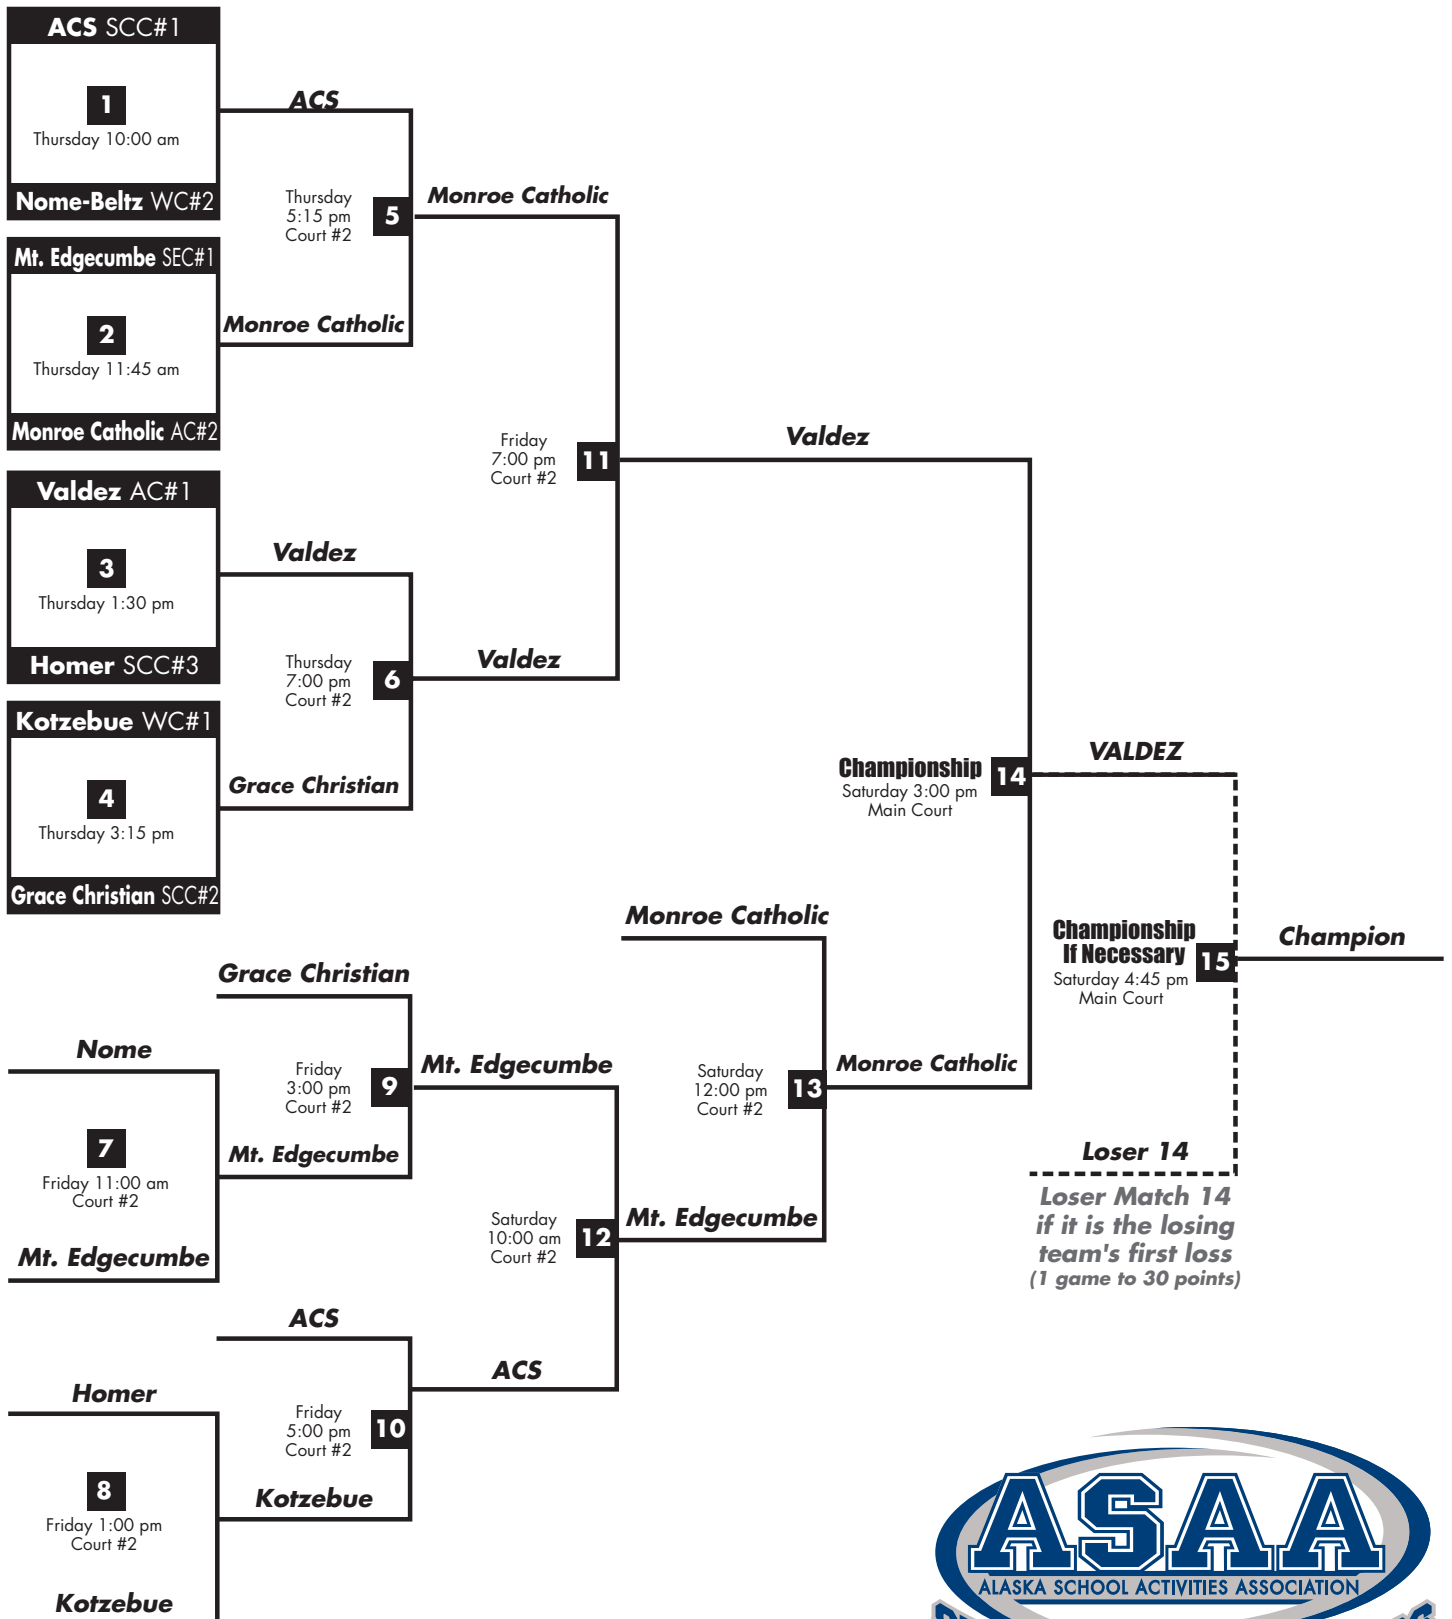 ACS SCC#1
1
Thursday 10:00 am
Nome-Beltz WC#2
Mt. Edgecumbe SEC#1
2
Thursday 11:45 am
Monroe Catholic AC#2
Valdez AC#1
3
Thursday 1:30 pm
Homer SCC#3
Kotzebue WC#1
4
Thursday 3:15 pm
Grace Christian SCC#2
ACS
Thursday
5:15 pm
Court #2
5
Monroe Catholic
Monroe Catholic
Valdez
Thursday
7:00 pm
Court #2
6
Valdez
Grace Christian
Friday
7:00 pm
Court #2
11
Valdez
Championship
Saturday 3:00 pm
Main Court
14
VALDEZ
Championship
If Necessary
Saturday 4:45 pm
Main Court
15
Champion
Loser 14
Loser Match 14
if it is the losing
team's first loss
(1 game to 30 points)
Monroe Catholic
Saturday
12:00 pm
Court #2
13
Monroe Catholic
Mt. Edgecumbe
Grace Christian
Friday
3:00 pm
Court #2
9
Mt. Edgecumbe
Mt. Edgecumbe
Nome
7
Friday 11:00 am
Court #2
Mt. Edgecumbe
Saturday
10:00 am
Court #2
12
ACS
ACS
Friday
5:00 pm
Court #2
10
Kotzebue
Homer
8
Friday 1:00 pm
Court #2
Kotzebue
ASAA
ALASKA SCHOOL ACTIVITIES ASSOCIATION